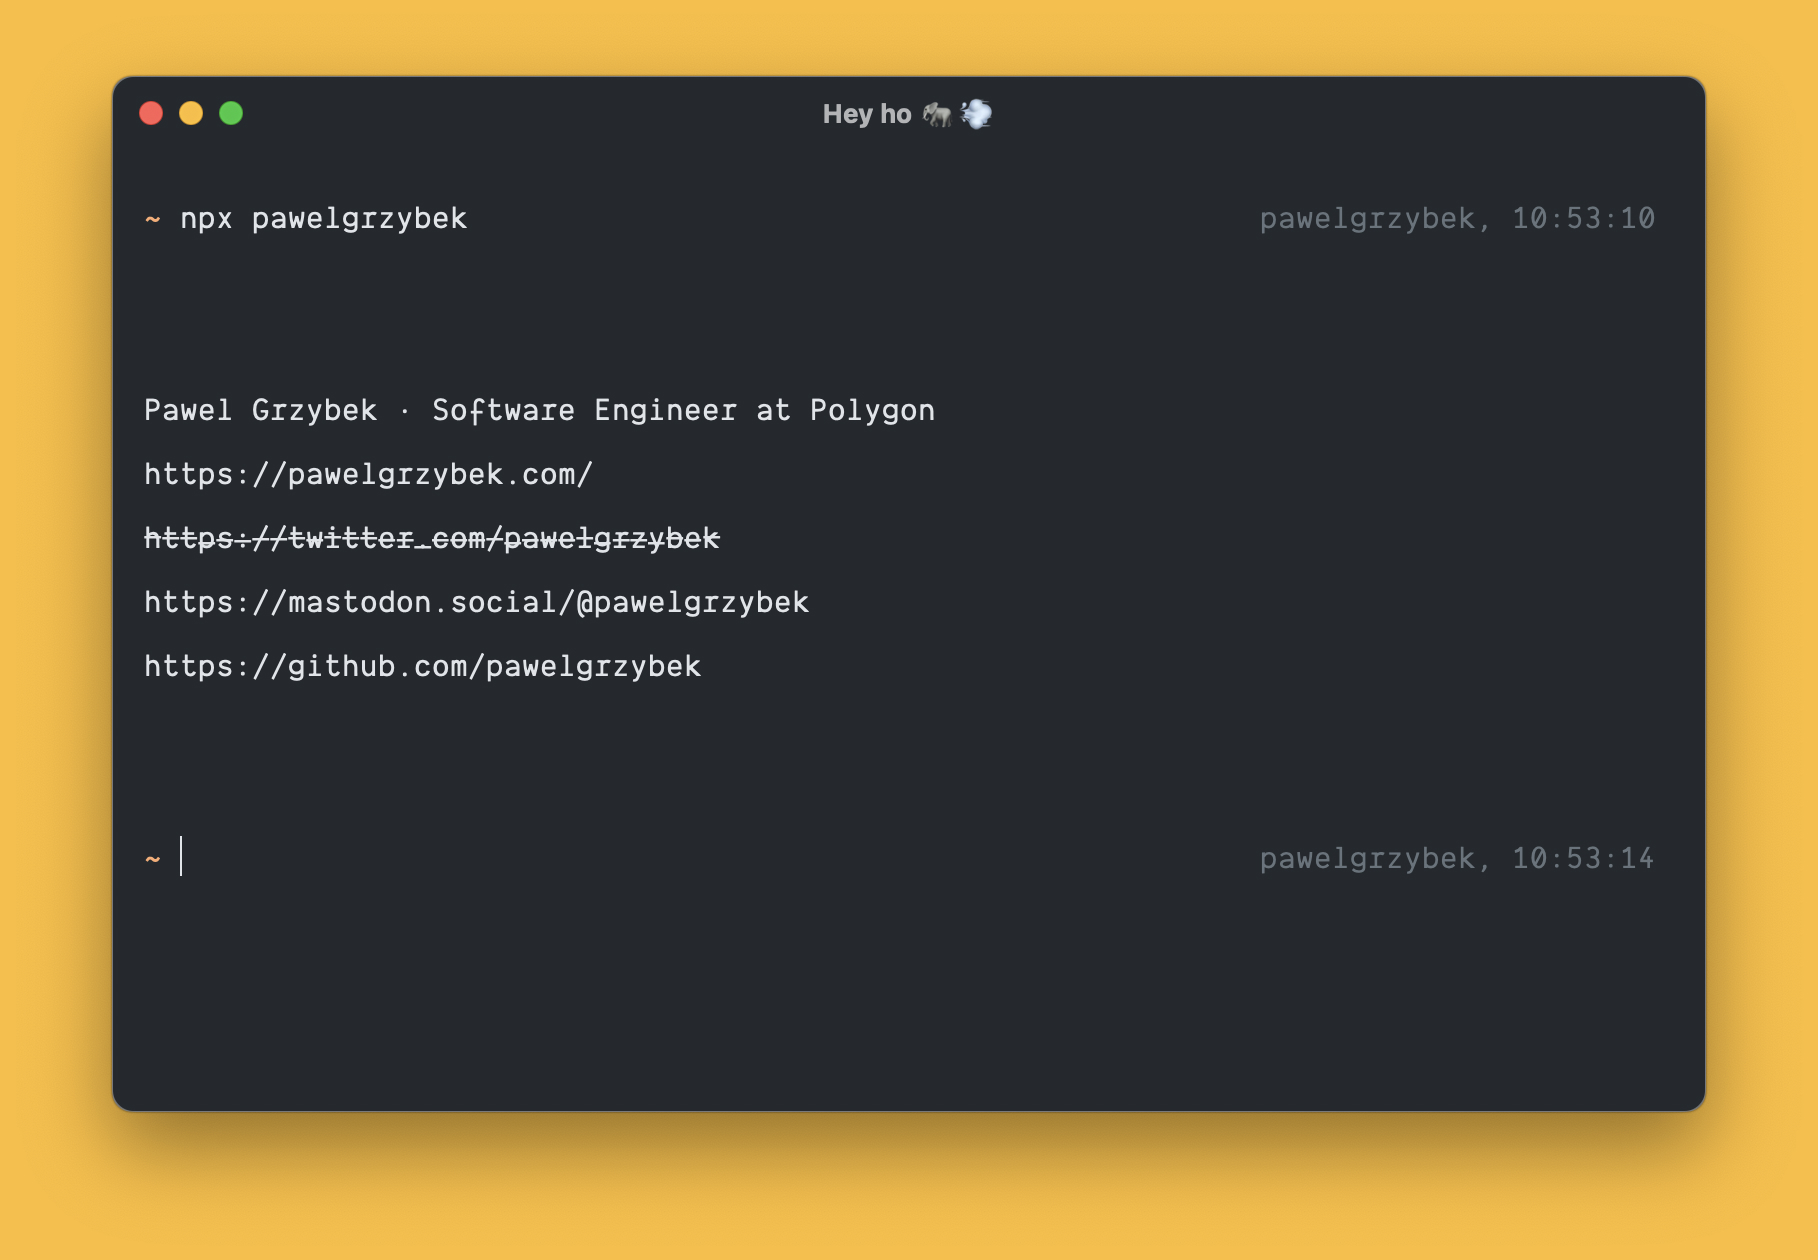 Hey ho 🦣 💨
~ npx pawelgrzybek pawelgrzybek, 10:53:10
Pawel Grzybek · Software Engineer at Polygon
https://pawelgrzybek.com/
https://twitter.com/pawelgrzybek
https://mastodon.social/@pawelgrzybek
https://github.com/pawelgrzybek
~ pawelgrzybek, 10:53:14